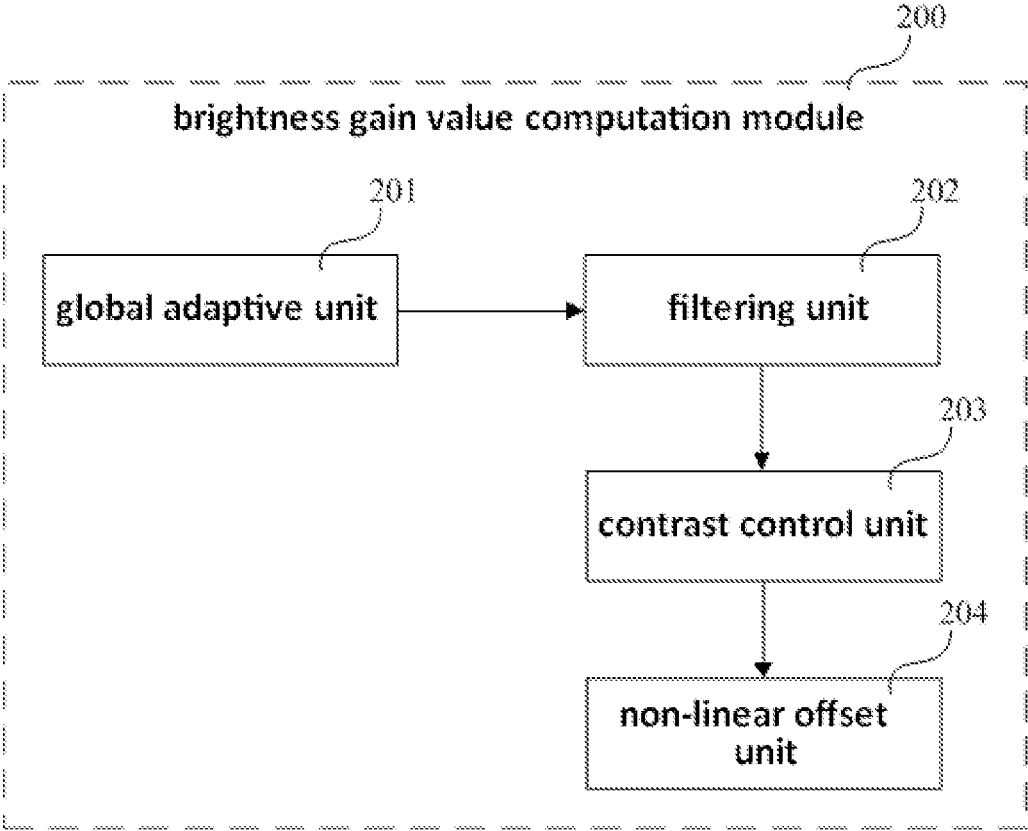 200
brightness gain value computation module
201
202
global adaptive unit
filtering unit
203
contrast control unit
204
non-linear offset
unit